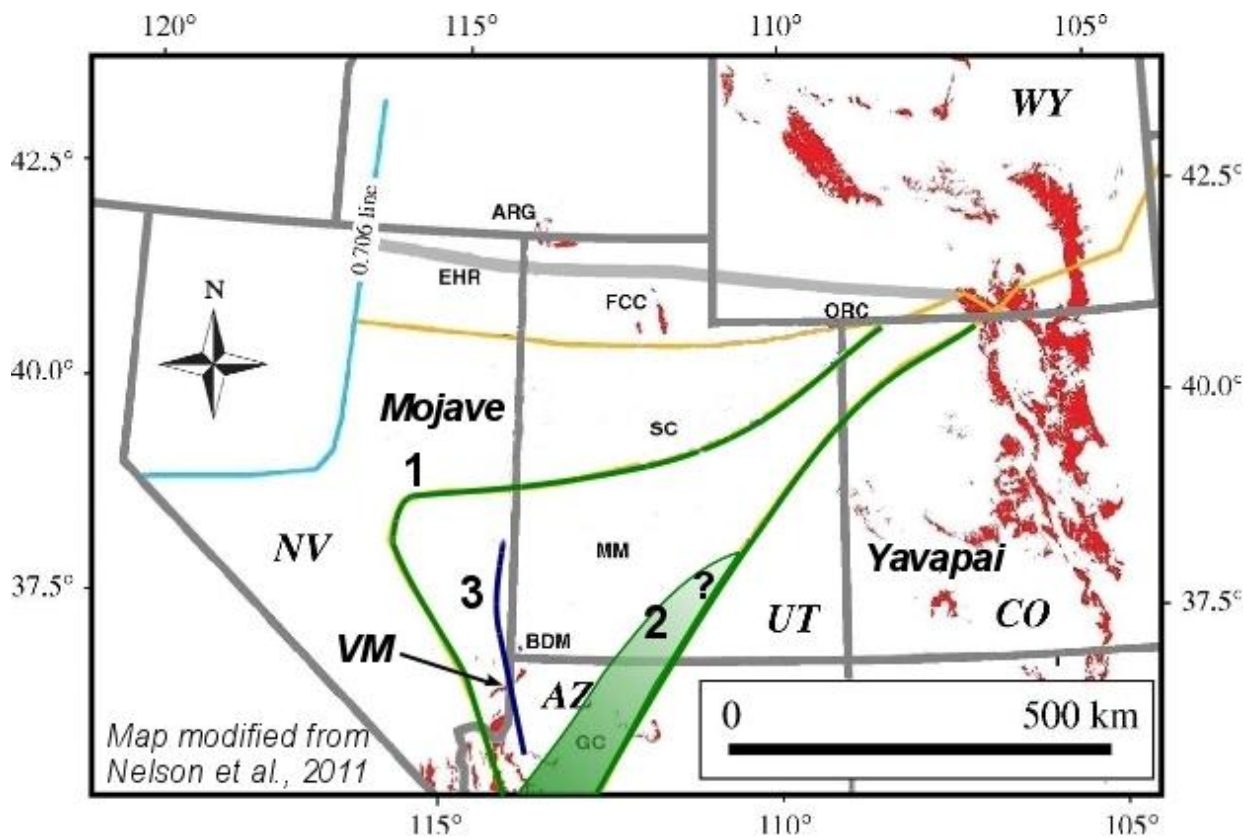 120° 115° 110° 105°
WY
42.5° 42.5°
ARG
0.706 line
EHR
FCC
ORC
N
40.0° 40.0°
Mojave
SC
1
NV
MM
Yavapai
3
?
37.5° 37.5°
2
UT CO
VM
BDM
AZ
0 500 km
Map modified from
Nelson et al., 2011
GC
115° 110° 105°